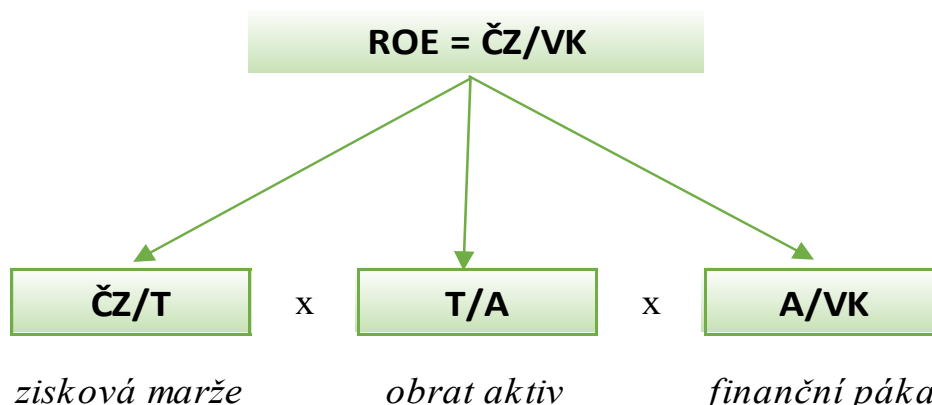 ROE = ČZ/VK
ČZ/T x T/A x A/VK
zisková marže obrat aktiv finanční páka